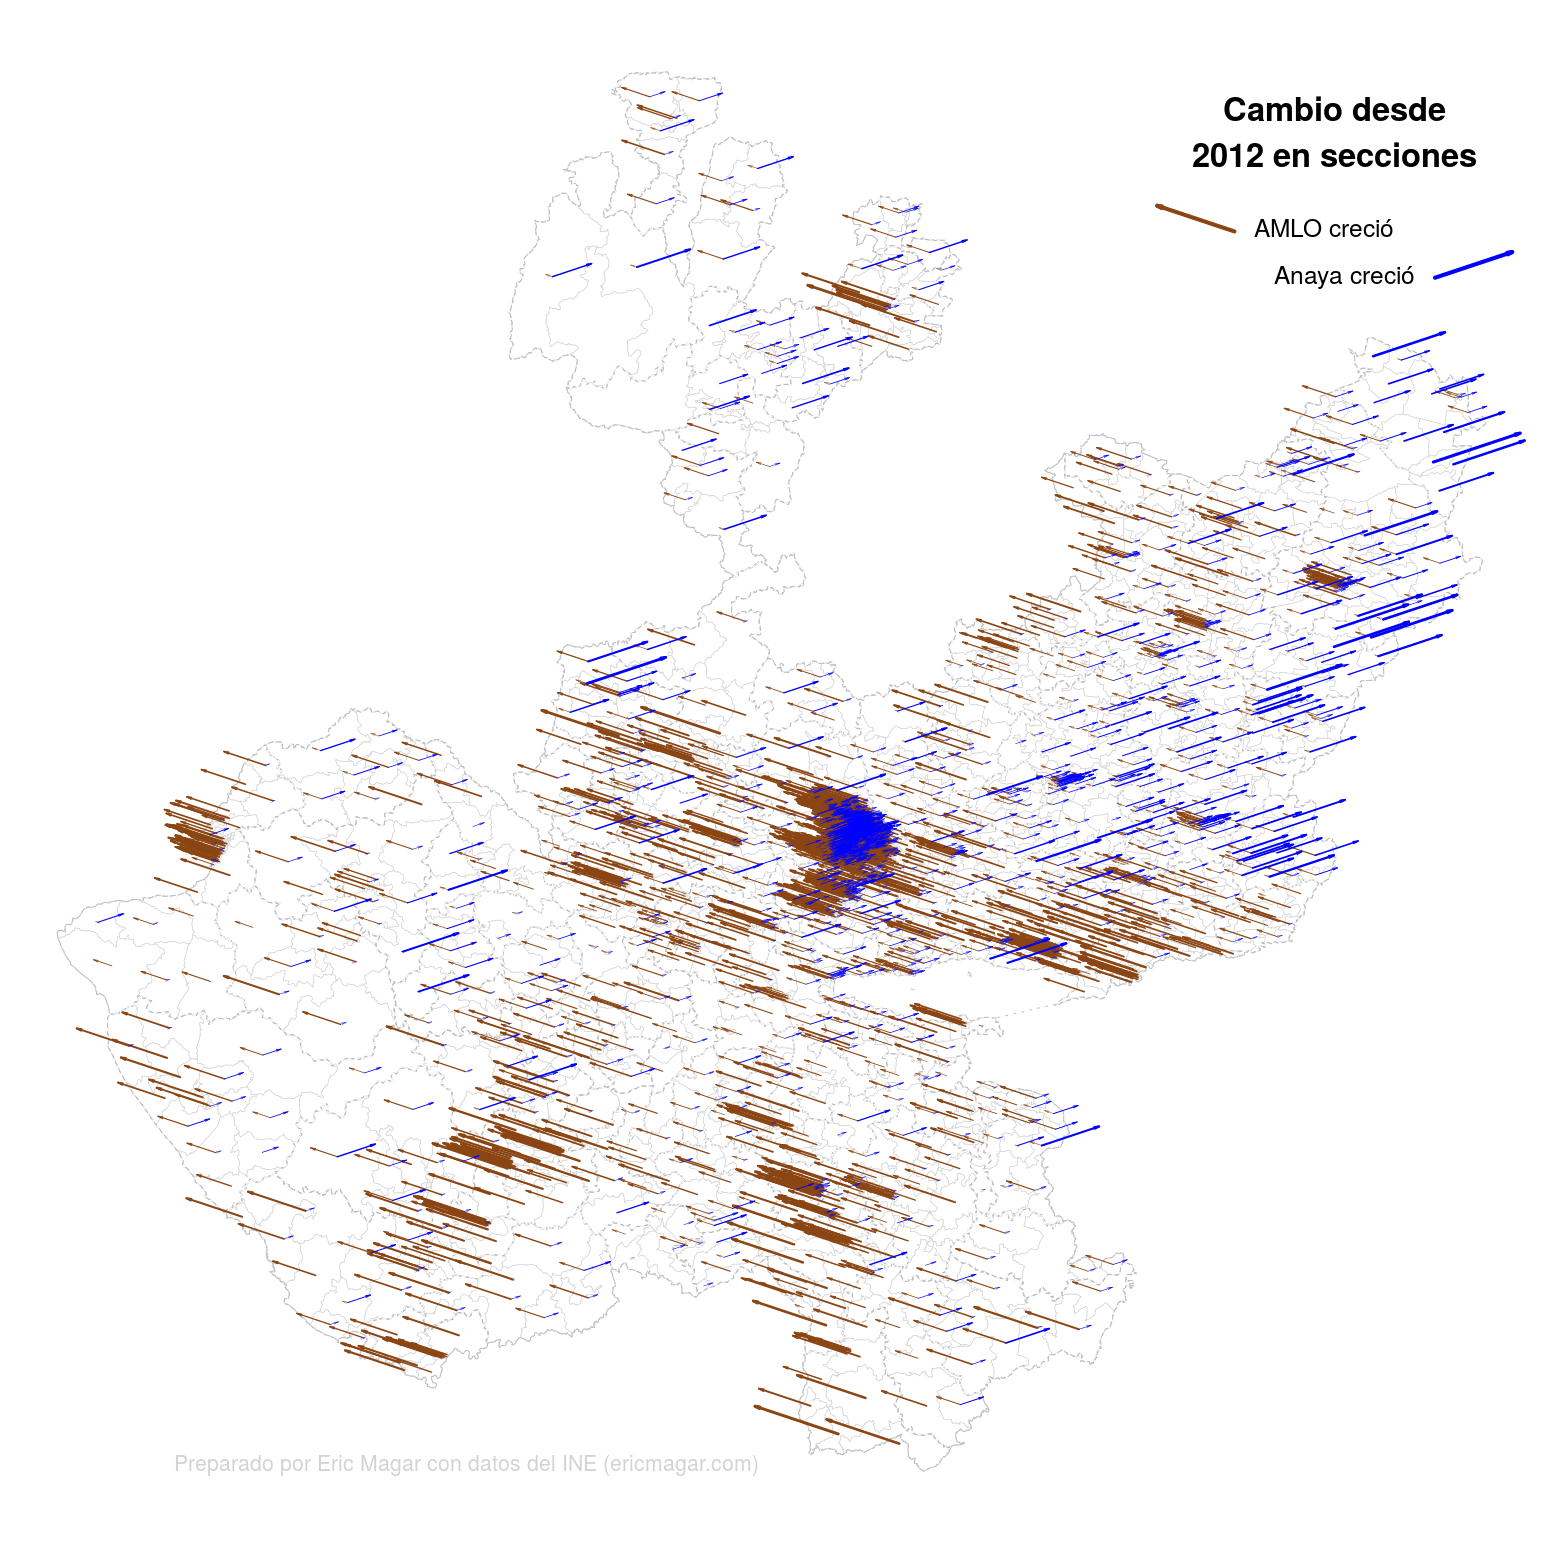 Cambio desde
2012 en secciones
AMLO creció
Anaya creció
Preparado por Eric Magar con datos del INE (ericmagar.com)